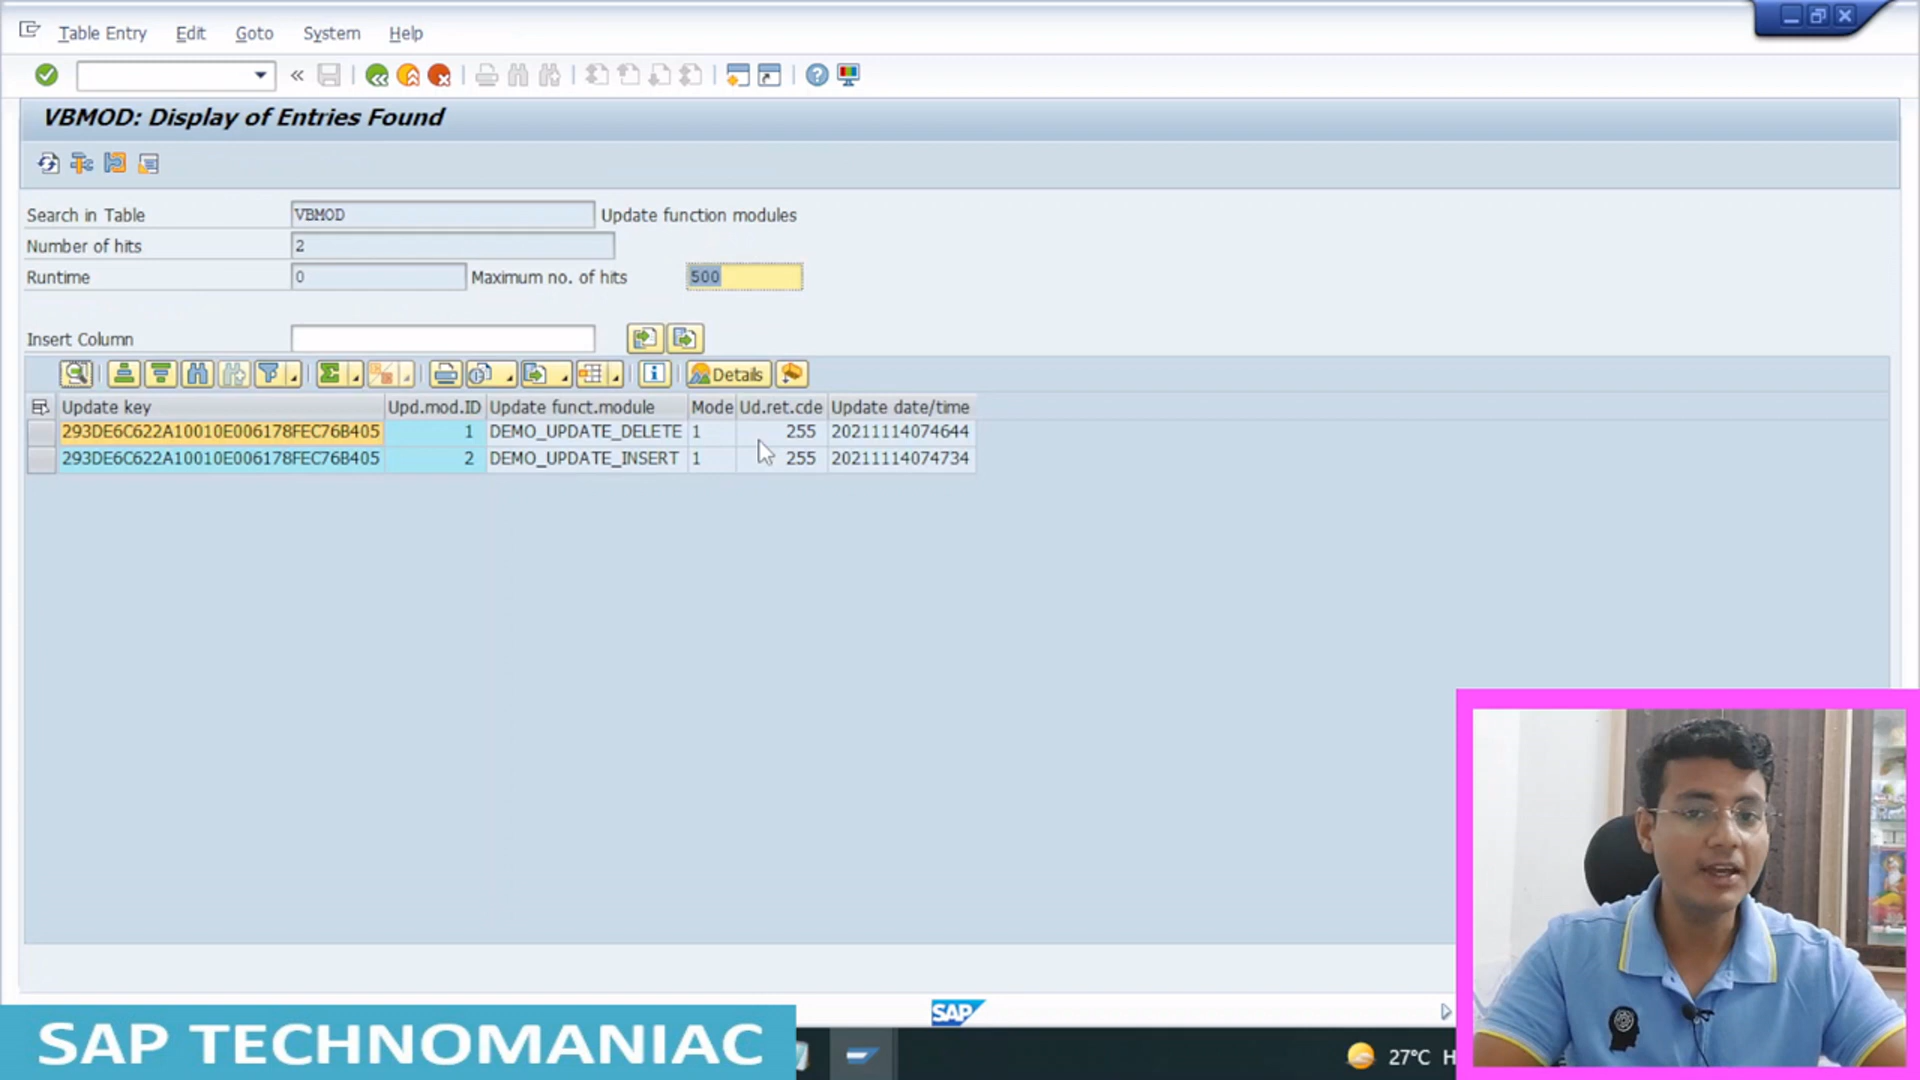 Table Entry Edit Goto System Help
VBMOD: Display of Entries Found
Search in Table VBMOD Update function modules
Number of hits 2
Runtime 0 Maximum no. of hits 500
Insert Column
Details
Update key Upd.mod.ID Update funct.module Mode Ud.ret.cde Update date/time
293DE6C622A10010E006178FEC76B405 1 DEMO_UPDATE_DELETE 1 255 20211114074644
293DE6C622A10010E006178FEC76B405 2 DEMO_UPDATE_INSERT 1 255 20211114074734
SAP
SAP TECHNOMANIAC
27°C H